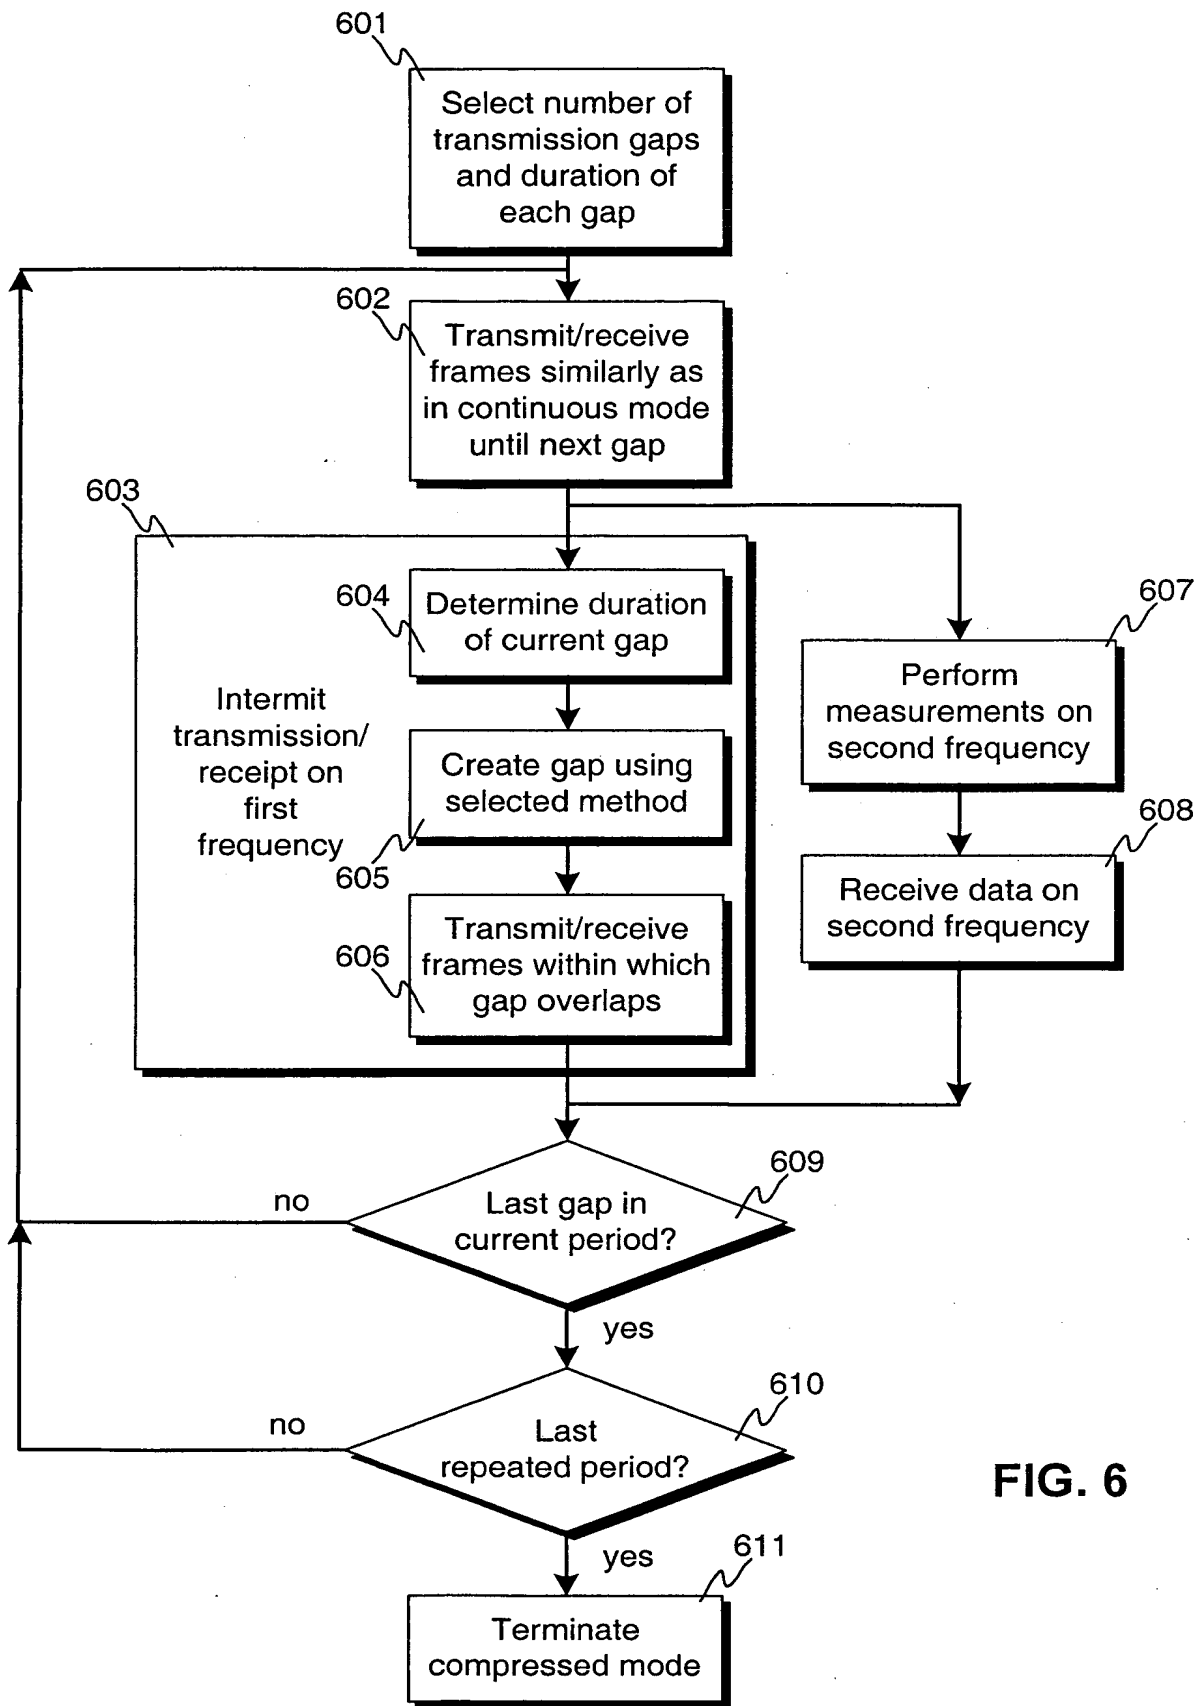 601
Select number of
transmission gaps
and duration of
each gap
602
Transmit/receive
frames similarly as
in continuous mode
until next gap
603
Intermit
transmission/
receipt on
first
frequency
604
Determine duration
of current gap
Create gap using
selected method
605
Transmit/receive
frames within which
gap overlaps
606
607
Perform
measurements on
second frequency
608
Receive data on
second frequency
609
Last gap in
current period?
no
yes
610
Last
repeated period?
no
yes
611
Terminate
compressed mode
FIG. 6